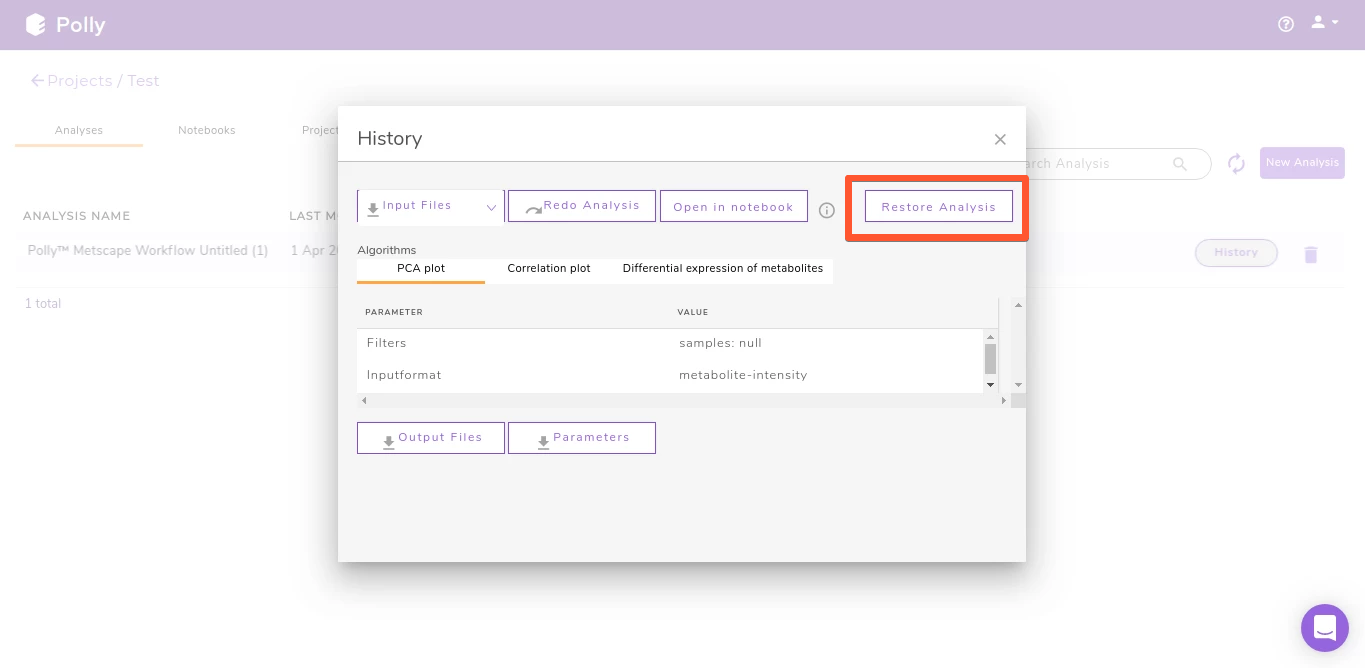 Polly
Projects / Test
Analyses
Notebooks
Project
History
rch Analysis
New Analysis
Input Files
Redo Analysis
Open in notebook
Restore Analysis
ANALYSIS NAME
LAST M
Polly™ Metscape Workflow Untitled (1)
1 Apr 20
History
Algorithms
PCA plot
Correlation plot
Differential expression of metabolites
1 total
PARAMETER
VALUE
Filters
samples: null
Inputformat
metabolite-intensity
Output Files
Parameters